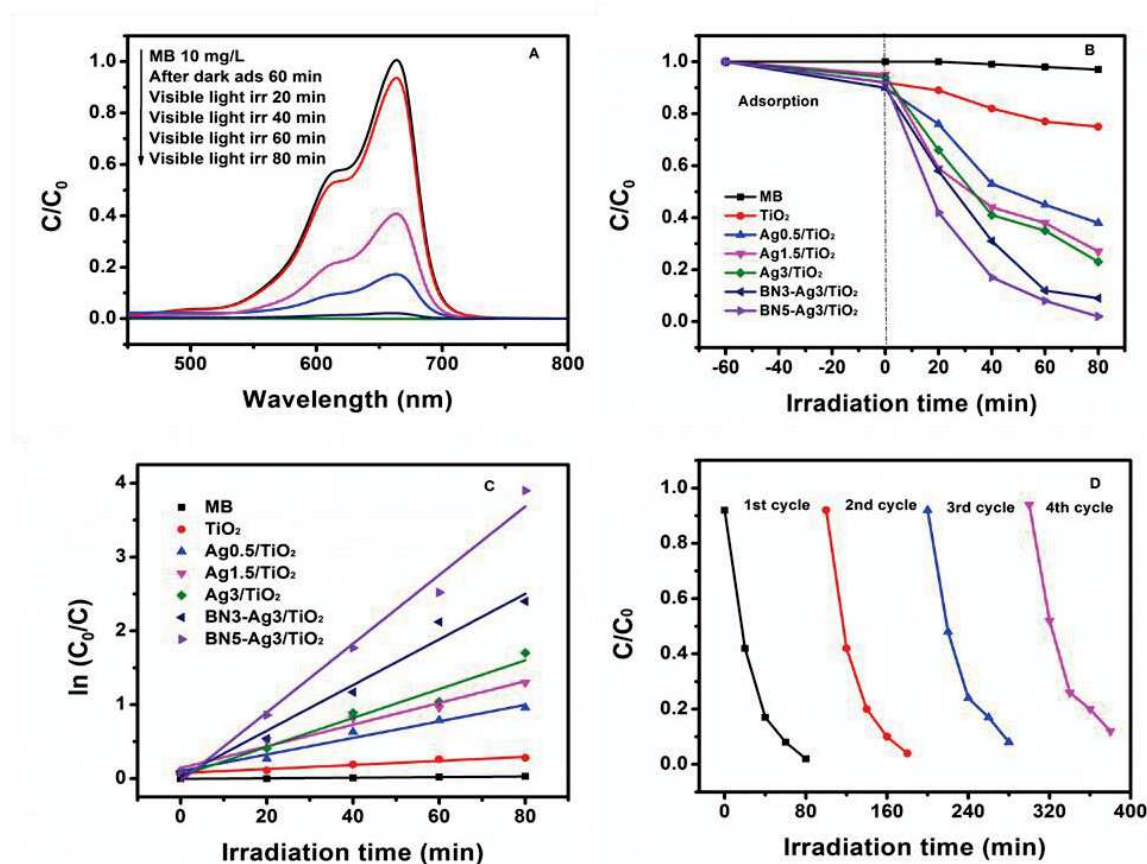 A
MB 10 mg/L
After dark ads 60 min
Visible light irr 20 min
Visible light irr 40 min
Visible light irr 60 min
Visible light irr 80 min
C/C₀
1.0
0.8
0.6
0.4
0.2
0.0
500 600 700 800
Wavelength (nm)
B
Adsorption
MB
TiO₂
Ag0.5/TiO₂
Ag1.5/TiO₂
Ag3/TiO₂
BN3-Ag3/TiO₂
BN5-Ag3/TiO₂
C/C₀
1.0
0.8
0.6
0.4
0.2
0.0
-60 -40 -20 0 20 40 60 80
Irradiation time (min)
C
MB
TiO₂
Ag0.5/TiO₂
Ag1.5/TiO₂
Ag3/TiO₂
BN3-Ag3/TiO₂
BN5-Ag3/TiO₂
ln (C₀/C)
4
3
2
1
0
0 20 40 60 80
Irradiation time (min)
D
1st cycle 2nd cycle 3rd cycle 4th cycle
C/C₀
1.0
0.8
0.6
0.4
0.2
0.0
0 80 160 240 320 400
Irradiation time (min)